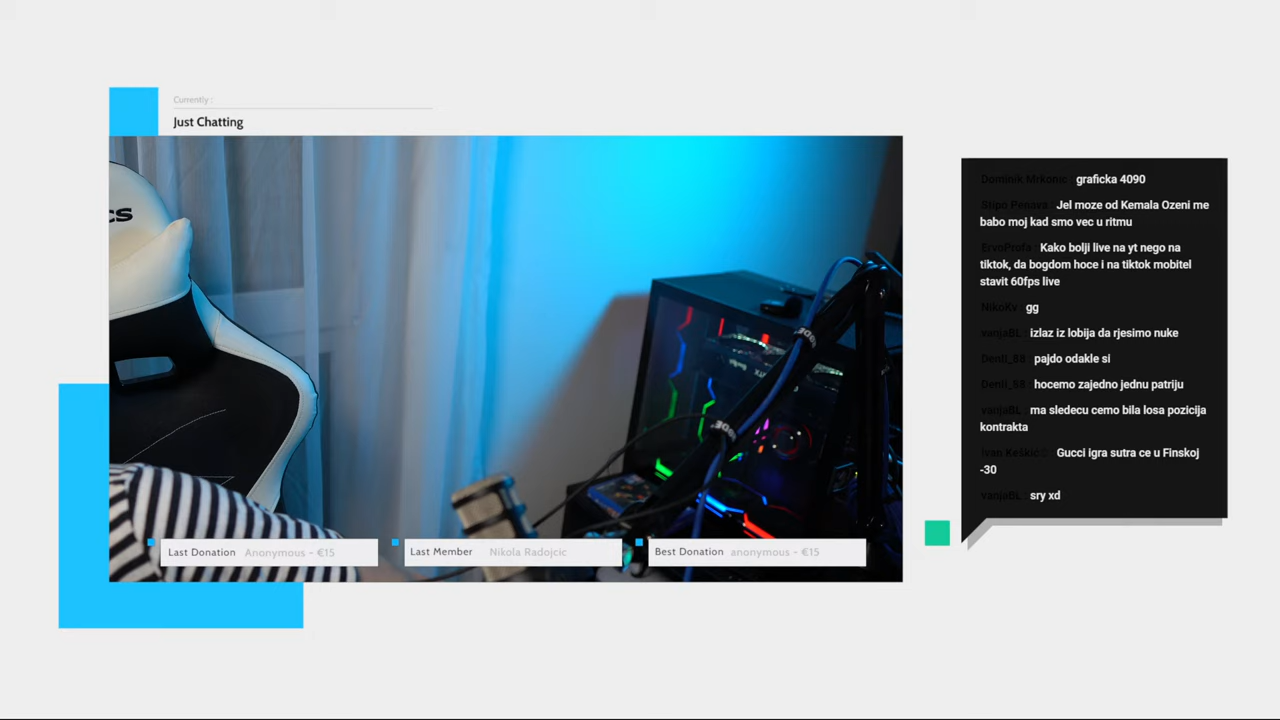 Currently :
Just Chatting
CS
Last Donation Anonymous - €15
Last Member Nikola Radojcic
Best Donation anonymous - €15
Dominik Mrkonic : graficka 4090
Stipo Penava : Jel moze od Kemala Ozeni me
babo moj kad smo vec u ritmu
ErvoProfa : Kako bolji live na yt nego na
tiktok, da bogdom hoce i na tiktok mobitel
stavit 60fps live
NikoKv : gg
vanjaBL : izlaz iz lobija da rjesimo nuke
Denti_88 : pajdo odakle si
Denti_88 : hocemo zajedno jednu patriju
vanjaBL : ma sledecu cemo bila losa pozicija
kontrakta
Ivan Keškić : Gucci igra sutra ce u Finskoj
-30
vanjaBL : sry xd